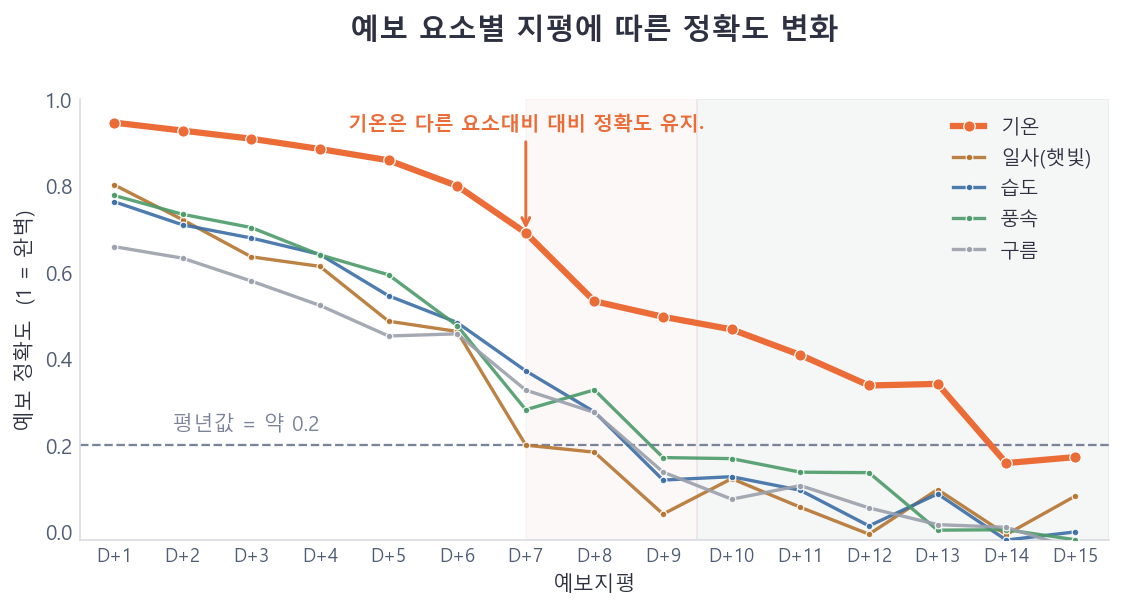 예보 요소별 지평에 따른 정확도 변화
기온은 다른 요소대비 대비 정확도 유지.
기온
일사(햇빛)
습도
풍속
구름
예보 정확도 (1 = 완벽)
1.0
0.8
0.6
0.4
0.2
0.0
평년값 = 약 0.2
D+1 D+2 D+3 D+4 D+5 D+6 D+7 D+8 D+9 D+10 D+11 D+12 D+13 D+14 D+15
예보지평